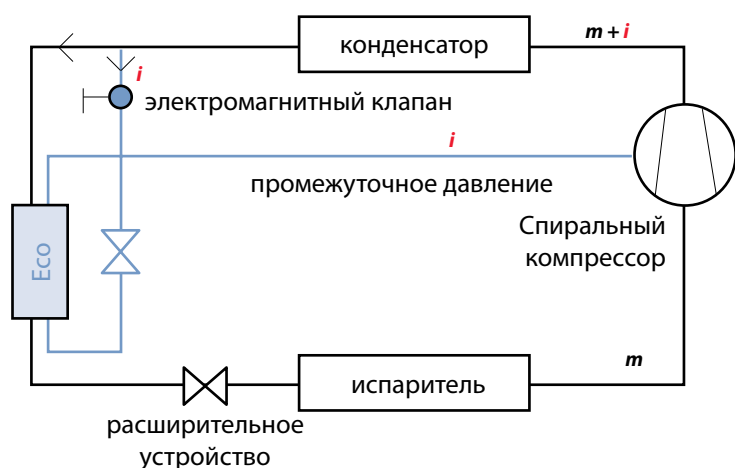 конденсатор
m + i
i
электромагнитный клапан
i
промежуточное давление
Спиральный
компрессор
Eco
m
испаритель
расширительное
устройство